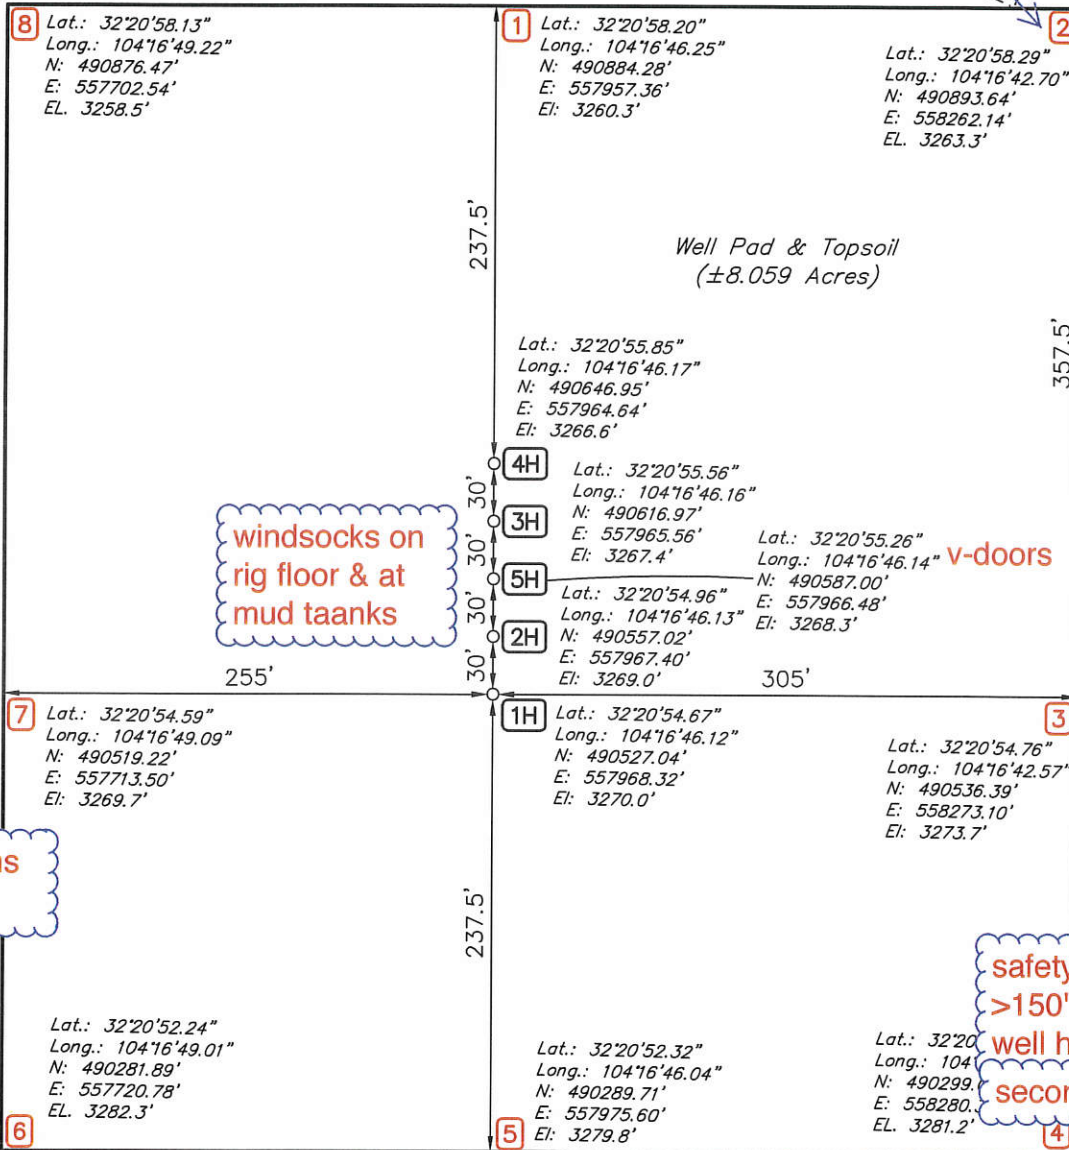 8
Lat.: 32°20'58.13"
Long.: 104°16'49.22"
N: 490876.47'
E: 557702.54'
EL. 3258.5'
1
Lat.: 32°20'58.20"
Long.: 104°16'46.25"
N: 490884.28'
E: 557957.36'
El: 3260.3'
2
Lat.: 32°20'58.29"
Long.: 104°16'42.70"
N: 490893.64'
E: 558262.14'
EL. 3263.3'
237.5'
Well Pad & Topsoil
(±8.059 Acres)
357.5'
Lat.: 32°20'55.85"
Long.: 104°16'46.17"
N: 490646.95'
E: 557964.64'
El: 3266.6'
4H
30'
Lat.: 32°20'55.56"
Long.: 104°16'46.16"
N: 490616.97'
E: 557965.56'
El: 3267.4'
3H
30'
windsocks on
rig floor & at
mud taanks
5H
Lat.: 32°20'55.26"
Long.: 104°16'46.14"
N: 490587.00'
E: 557966.48'
El: 3268.3'
v-doors
30'
2H
Lat.: 32°20'54.96"
Long.: 104°16'46.13"
N: 490557.02'
E: 557967.40'
El: 3269.0'
30'
255'
305'
7
Lat.: 32°20'54.59"
Long.: 104°16'49.09"
N: 490519.22'
E: 557713.50'
El: 3269.7'
1H
Lat.: 32°20'54.67"
Long.: 104°16'46.12"
N: 490527.04'
E: 557968.32'
El: 3270.0'
3
Lat.: 32°20'54.76"
Long.: 104°16'42.57"
N: 490536.39'
E: 558273.10'
El: 3273.7'
237.5'
safety
>150'
well h
secon
6
Lat.: 32°20'52.24"
Long.: 104°16'49.01"
N: 490281.89'
E: 557720.78'
EL. 3282.3'
5
Lat.: 32°20'52.32"
Long.: 104°16'46.04"
N: 490289.71'
E: 557975.60'
El: 3279.8'
4
Lat.: 32°20
Long.: 104°
N: 490299.
E: 558280.
EL. 3281.2'